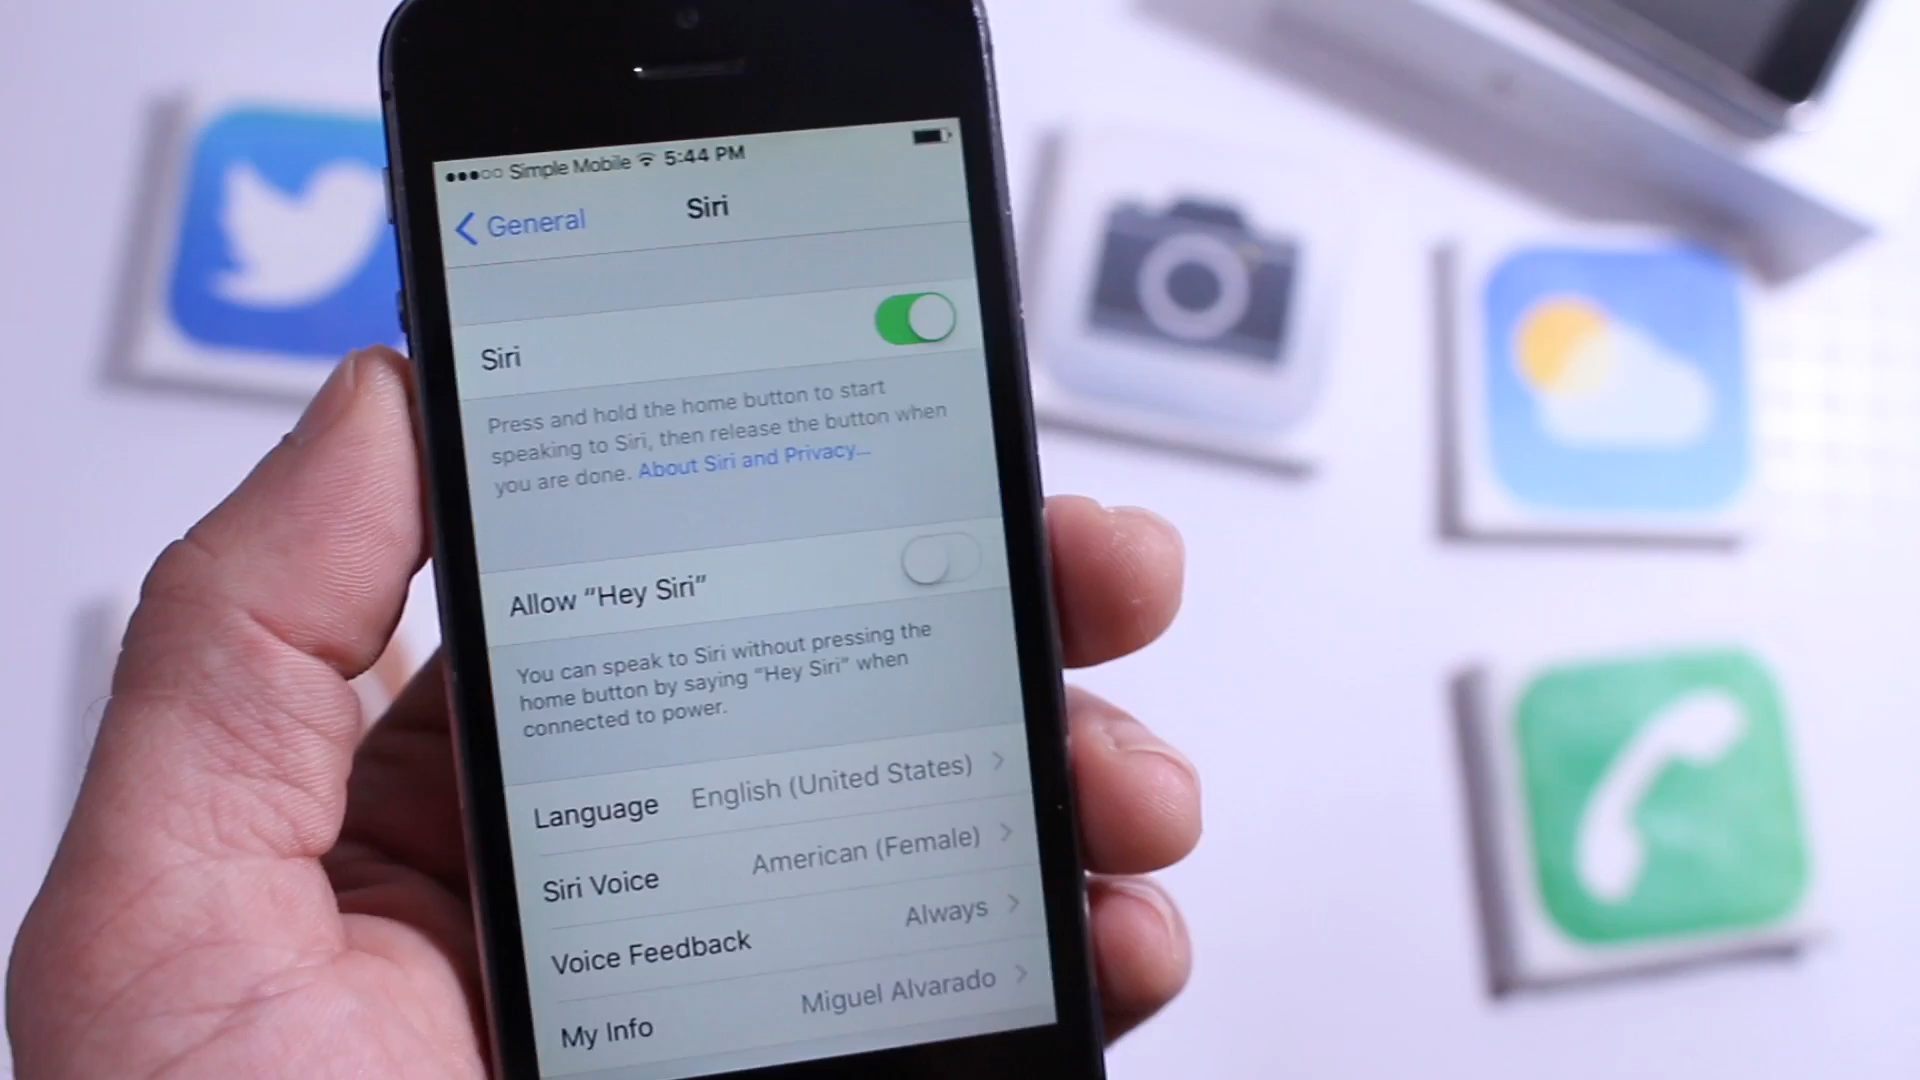 ●●●○○ Simple Mobile 5:44 PM
General
Siri
Siri
Press and hold the home button to start
speaking to Siri, then release the button when
you are done. About Siri and Privacy...
Allow “Hey Siri”
You can speak to Siri without pressing the
home button by saying “Hey Siri” when
connected to power.
Language English (United States)
Siri Voice American (Female)
Voice Feedback Always
My Info Miguel Alvarado